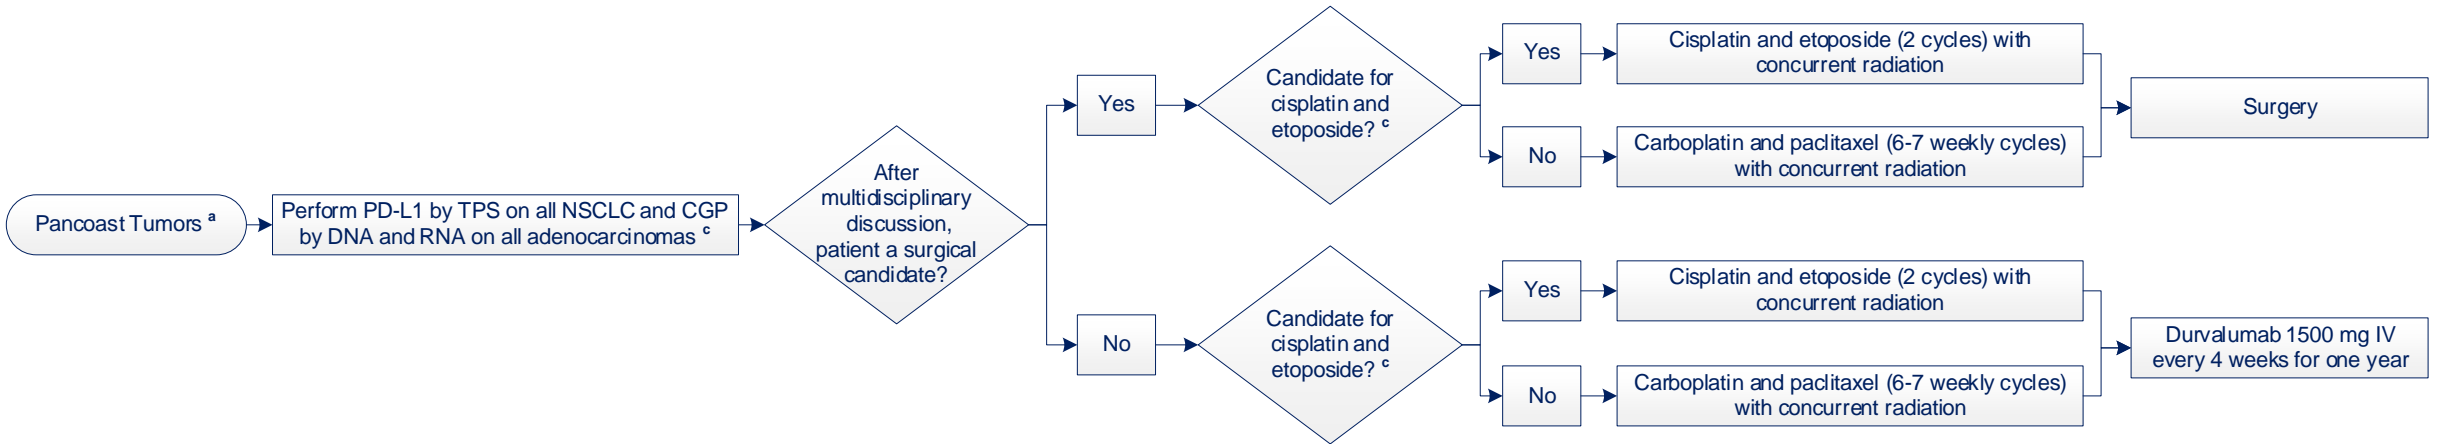 Pancoast Tumors a
Perform PD-L1 by TPS on all NSCLC and CGP
by DNA and RNA on all adenocarcinomas c
After
multidisciplinary
discussion,
patient a surgical
candidate?
Yes
Candidate for
cisplatin and
etoposide? c
Yes
Cisplatin and etoposide (2 cycles) with
concurrent radiation
No
Carboplatin and paclitaxel (6-7 weekly cycles)
with concurrent radiation
Surgery
No
Candidate for
cisplatin and
etoposide? c
Yes
Cisplatin and etoposide (2 cycles) with
concurrent radiation
No
Carboplatin and paclitaxel (6-7 weekly cycles)
with concurrent radiation
Durvalumab 1500 mg IV
every 4 weeks for one year